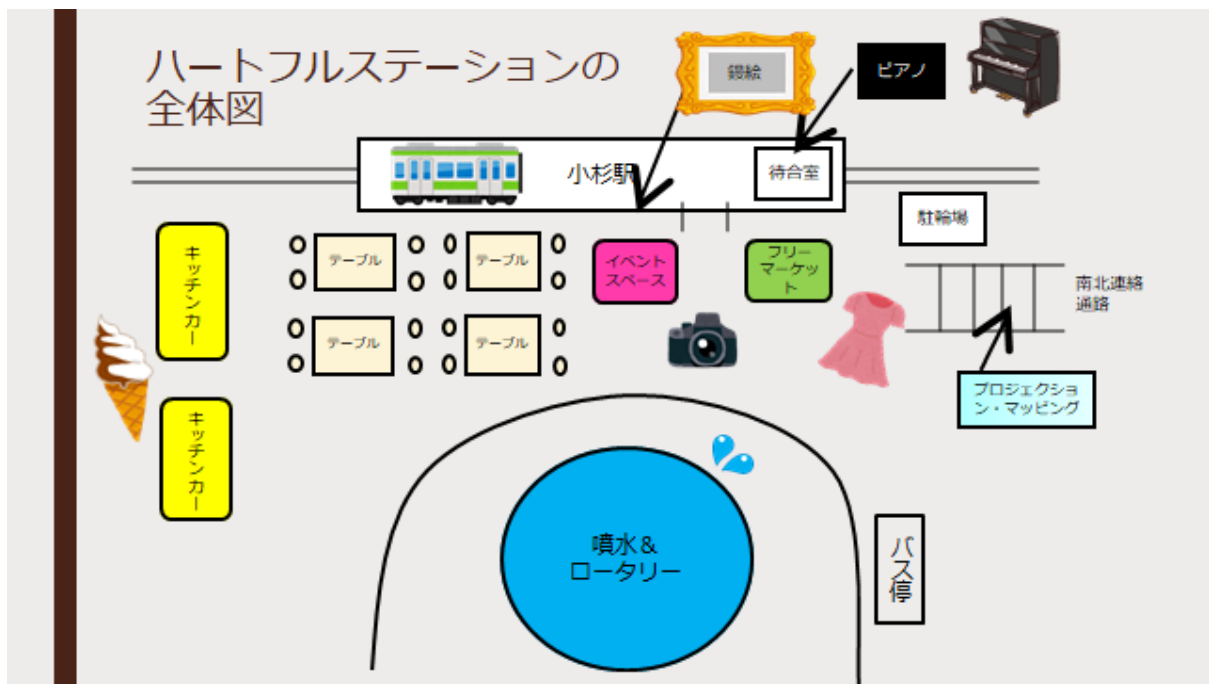 ハートフルステーションの
全体図
鏝絵
ピアノ
小杉駅
待合室
駐輪場
キ
ッ
チ
ン
カ
ー
テーブル
テーブル
イベント
スペース
フリー
マーケッ
ト
南北連絡
通路
テーブル
テーブル
プロジェクショ
ン・マッピング
キ
ッ
チ
ン
カ
ー
噴水＆
ロータリー
バ
ス
停